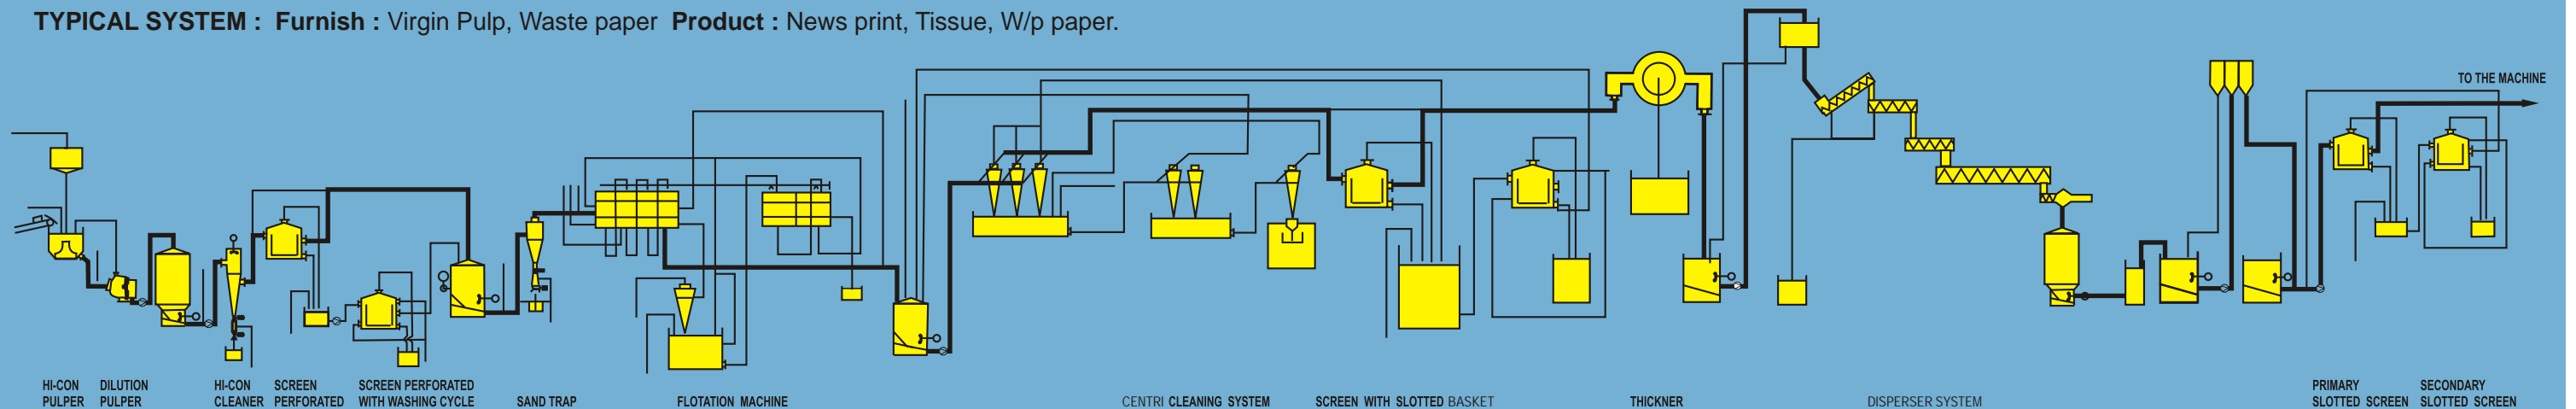 TYPICAL SYSTEM : Furnish : Virgin Pulp, Waste paper Product : News print, Tissue, W/p paper.
TO THE MACHINE
HI-CON
PULPER
DILUTION
PULPER
HI-CON
CLEANER
SCREEN
PERFORATED
SCREEN PERFORATED
WITH WASHING CYCLE
SAND TRAP
FLOTATION MACHINE
CENTRI CLEANING SYSTEM
SCREEN WITH SLOTTED BASKET
THICKNER
DISPERSER SYSTEM
PRIMARY
SLOTTED SCREEN
SECONDARY
SLOTTED SCREEN